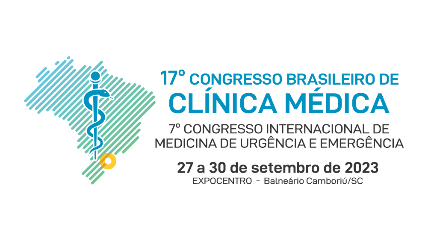 17º CONGRESSO BRASILEIRO DE
CLÍNICA MÉDICA
7º CONGRESSO INTERNACIONAL DE
MEDICINA DE URGÊNCIA E EMERGÊNCIA
27 a 30 de setembro de 2023
EXPOCENTRO - Balneário Camboriú/SC